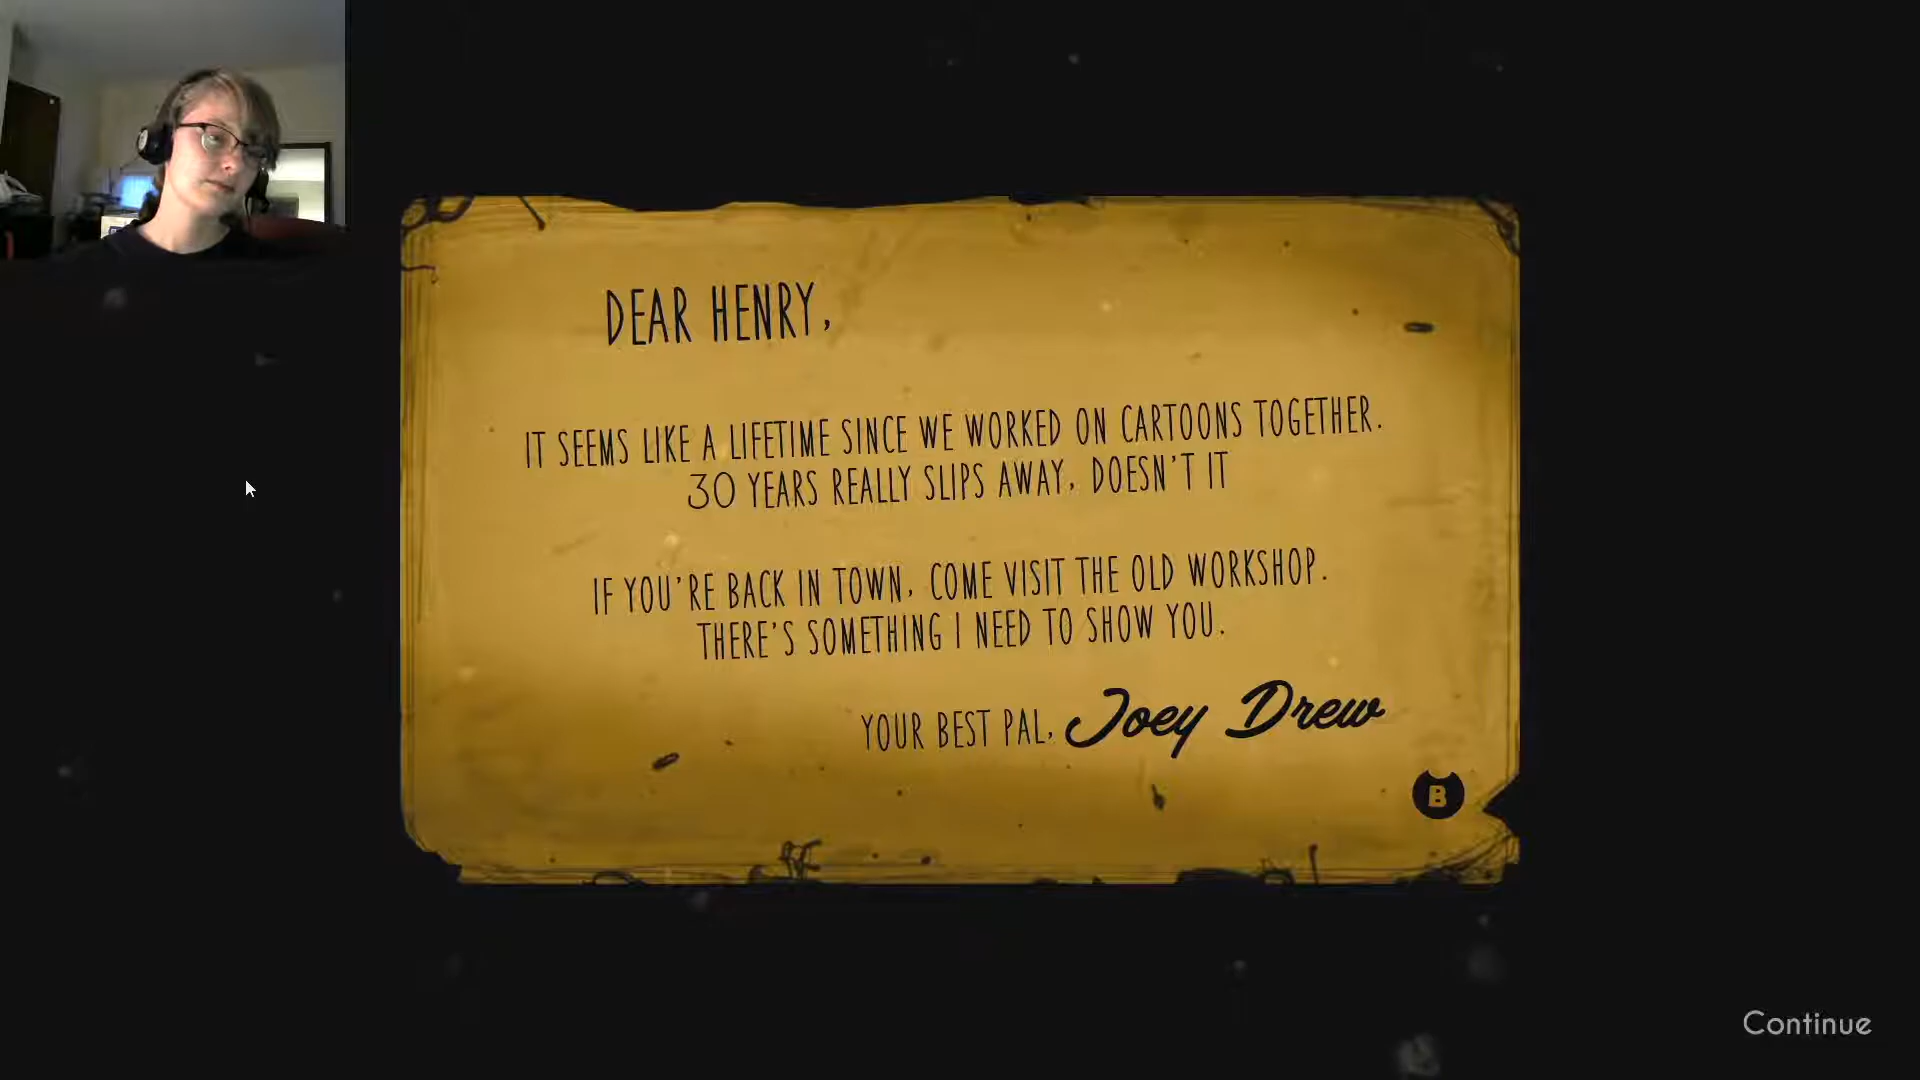 DEAR HENRY,
IT SEEMS LIKE A LIFETIME SINCE WE WORKED ON CARTOONS TOGETHER.
30 YEARS REALLY SLIPS AWAY, DOESN'T IT
IF YOU'RE BACK IN TOWN, COME VISIT THE OLD WORKSHOP.
THERE'S SOMETHING I NEED TO SHOW YOU.
YOUR BEST PAL, Joey Drew
B
Continue